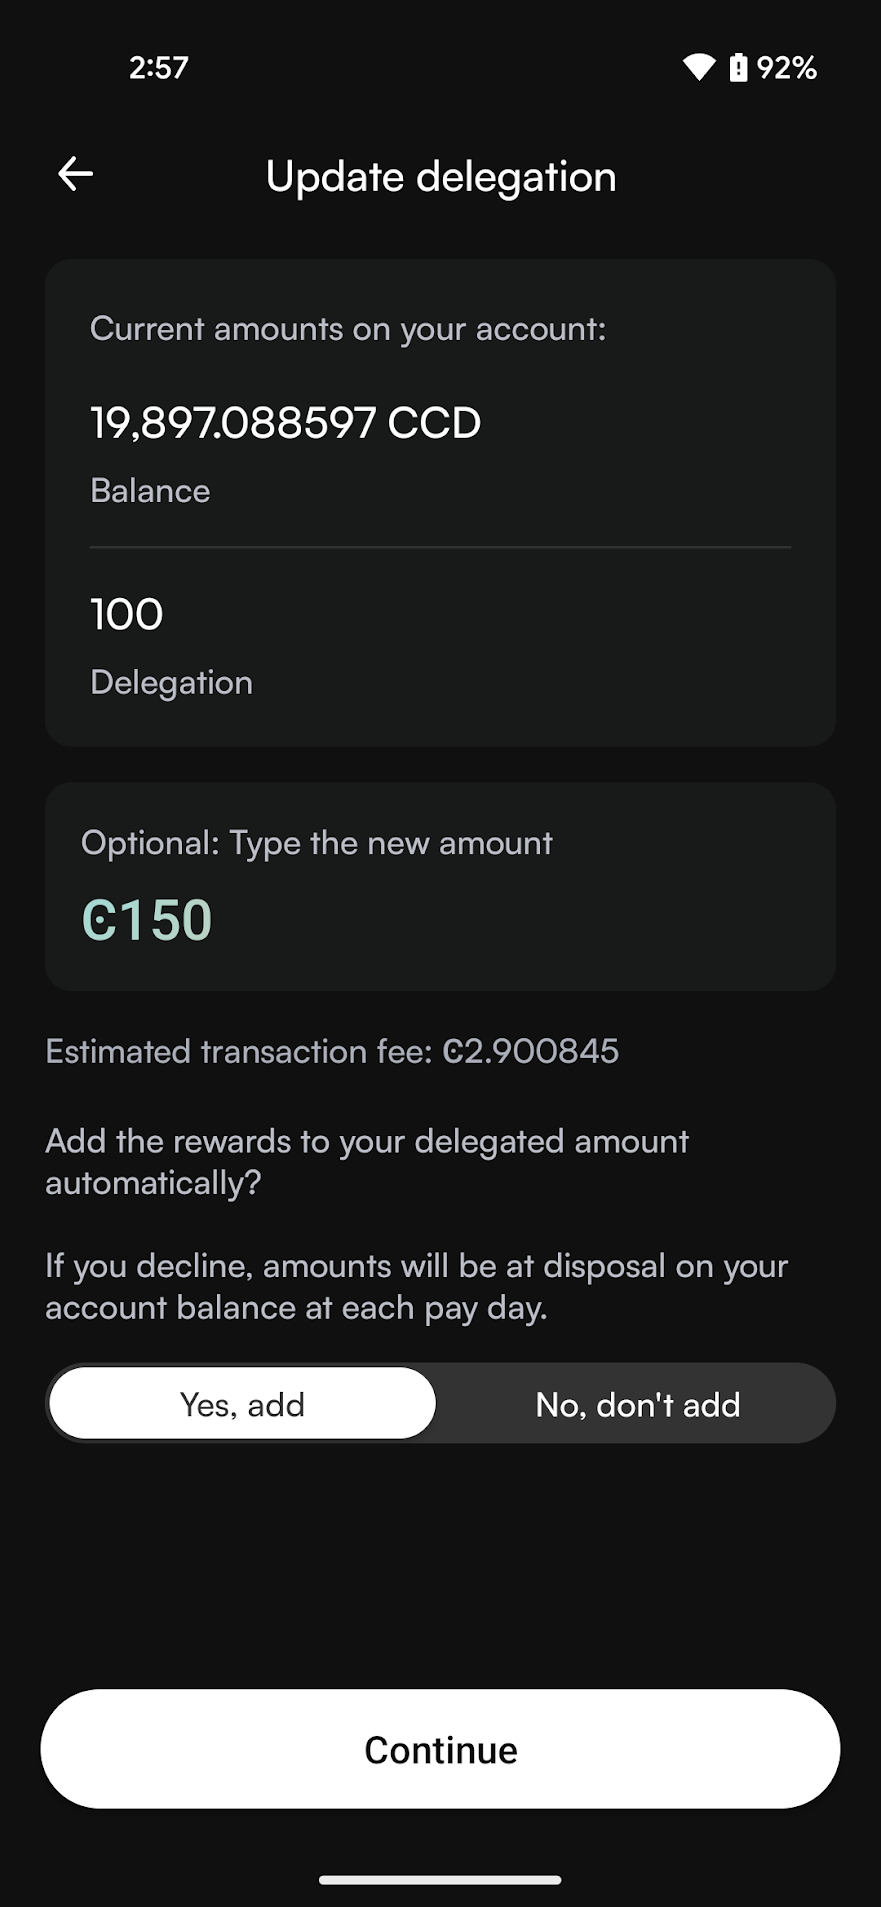 2:57
92%
Update delegation
Current amounts on your account:
19,897.088597 CCD
Balance
100
Delegation
Optional: Type the new amount
Ͼ150
Estimated transaction fee: Ͼ2.900845
Add the rewards to your delegated amount
automatically?
If you decline, amounts will be at disposal on your
account balance at each pay day.
Yes, add
No, don't add
Continue